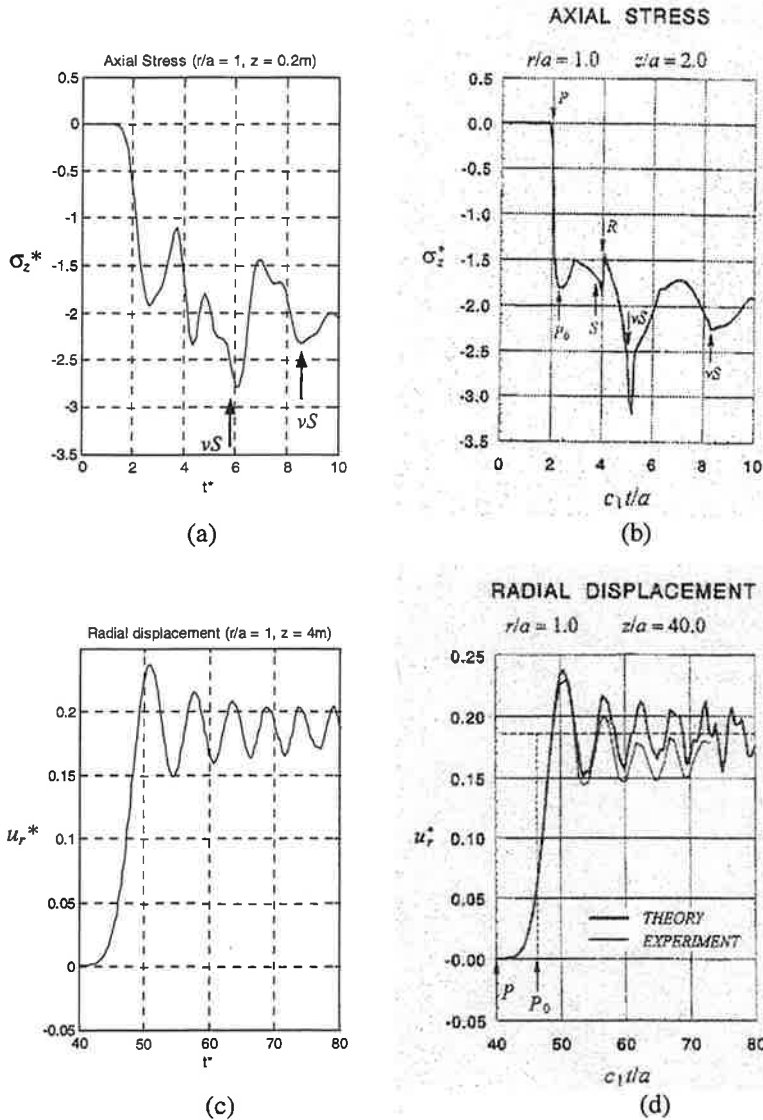 Axial Stress (r/a = 1, z = 0.2m)
0.5
0
-0.5
-1
-1.5
-2
-2.5
-3
-3.5
σz*
νS
νS
0 2 4 6 8 10
t*
(a)
AXIAL STRESS
r/a = 1.0 z/a = 2.0
0.5
0.0
-0.5
-1.0
-1.5
-2.0
-2.5
-3.0
-3.5
σz*
P
P0
S
R
νS
νS
0 2 4 6 8 10
c1t/a
(b)
Radial displacement (r/a = 1, z = 4m)
0.2
0.15
0.1
0.05
0
-0.05
ur*
40 50 60 70 80
t*
(c)
RADIAL DISPLACEMENT
r/a = 1.0 z/a = 40.0
0.25
0.20
0.15
0.10
0.05
-0.00
-0.05
ur*
THEORY
EXPERIMENT
P
P0
40 50 60 70 80
c1t/a
(d)